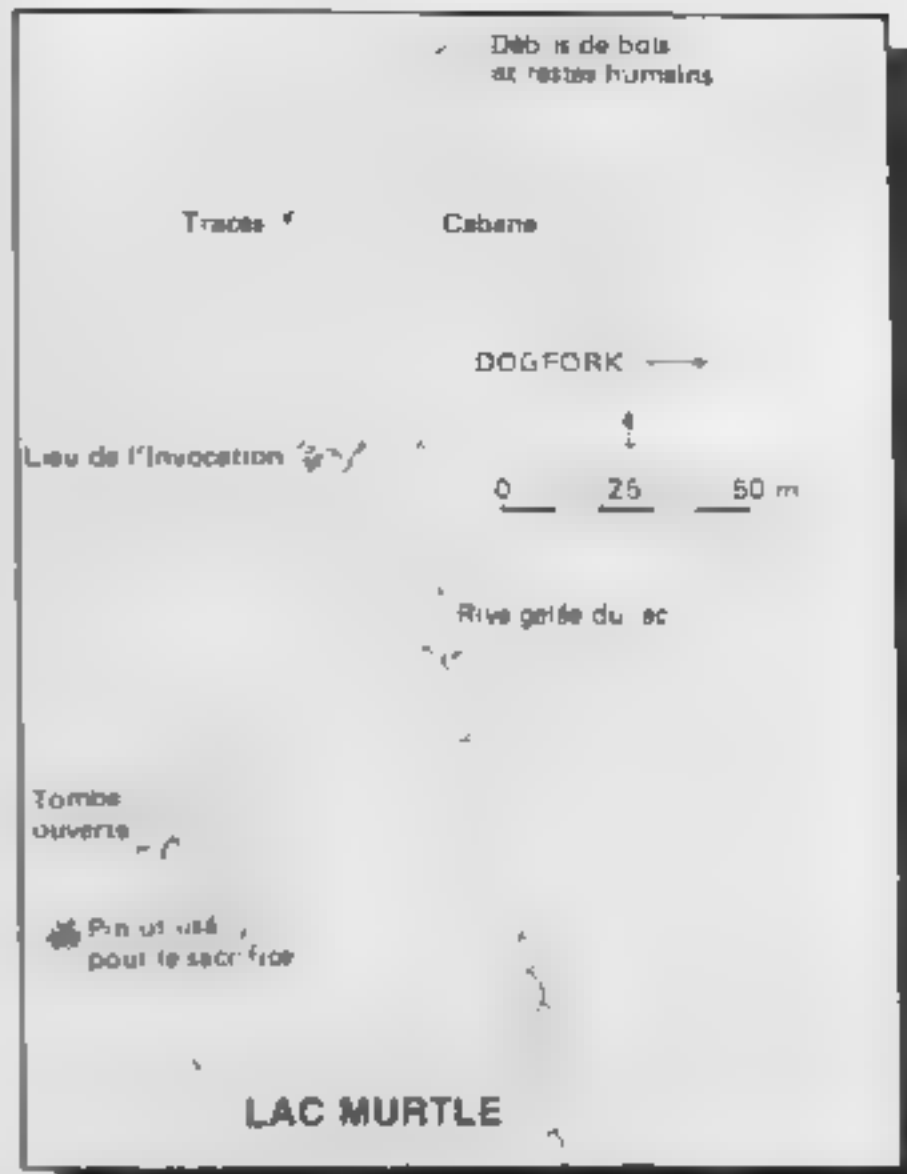 Débris de bois
et restes humains
Traces
Cabane
DOGFORK
Lieu de l'Invocation
0 25 50 m
Rive gelée du lac
Tombe
ouverte
Pin utilisé
pour le sacrifice
LAC MURTLE